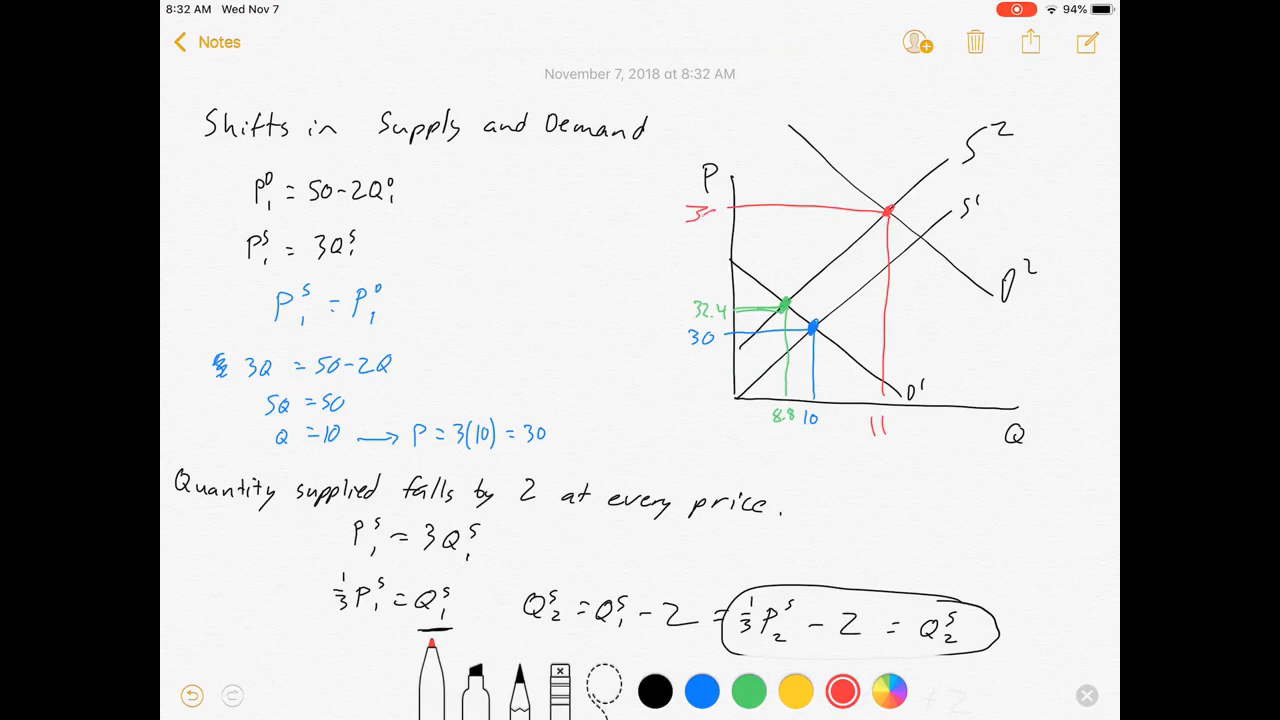 8:32 AM Wed Nov 7
94%
Notes
November 7, 2018 at 8:32 AM
Shifts in Supply and Demand
P₁ᴰ = 50-2Q₁ᴰ
P₁ˢ = 3Q₁ˢ
P₁ˢ = P₁ᴰ
3Q = 50-2Q
5Q = 50
Q = 10 → P = 3(10) = 30
P
S²
S¹
D²
32.4
30
D¹
8.8 10 11
Q
Quantity supplied falls by 2 at every price.
P₁ˢ = 3Q₁ˢ
⅓P₁ˢ = Q₁ˢ
Q₂ˢ = Q₁ˢ - 2 = ⅓P₂ˢ - 2 = Q₂ˢ